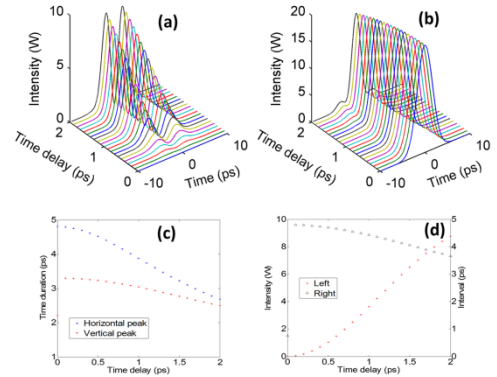 (a)
10
5
0
Intensity (W)
2
1
0
Time delay (ps)
-10
0
10
Time (ps)
(b)
20
15
10
5
0
Intensity (W)
2
1
0
Time delay (ps)
-10
0
10
Time (ps)
(c)
5
4
3
2
1
Time duration (ps)
0
0.5
1
1.5
2
Time delay (ps)
Horizontal peak
Vertical peak
(d)
10
8
6
4
2
0
Intensity (W)
5
4
3
2
1
0
Interval (ps)
0
0.5
1
1.5
2
Time delay (ps)
Left
Right